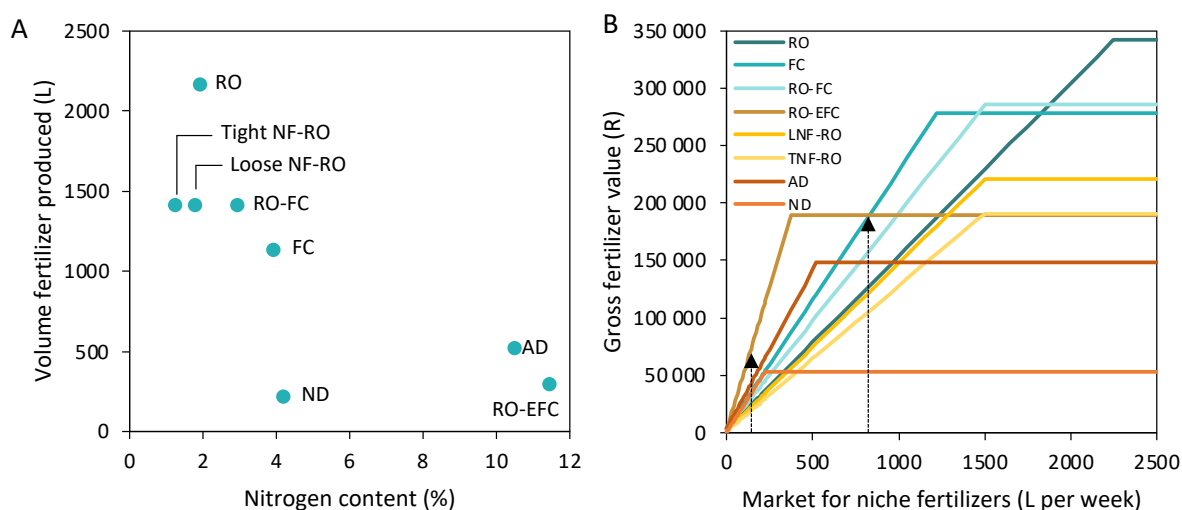 A
Volume fertilizer produced (L)
2500
2000
1500
1000
500
0
RO
Tight NF-RO
Loose NF-RO
RO-FC
FC
AD
ND
RO-EFC
0 2 4 6 8 10 12
Nitrogen content (%)
B
Gross fertilizer value (R)
350 000
300 000
250 000
200 000
150 000
100 000
50 000
0
RO
FC
RO-FC
RO-EFC
LNF-RO
TNF-RO
AD
ND
0 500 1000 1500 2000 2500
Market for niche fertilizers (L per week)